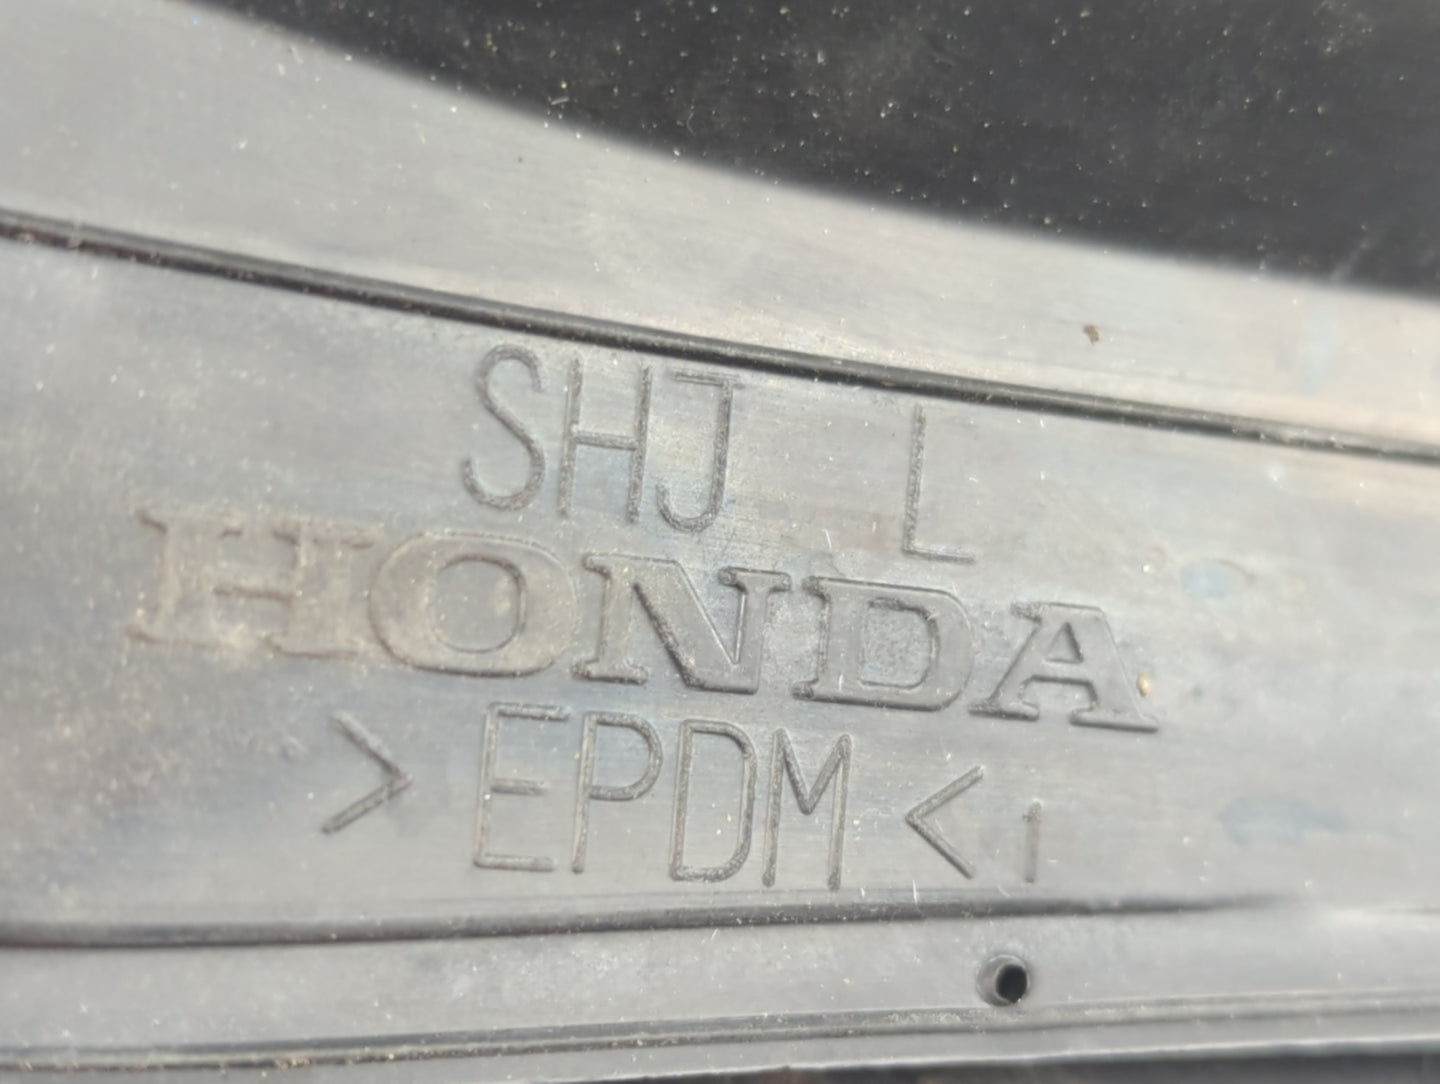 SHJ L
HONDA
>EPDM< 1